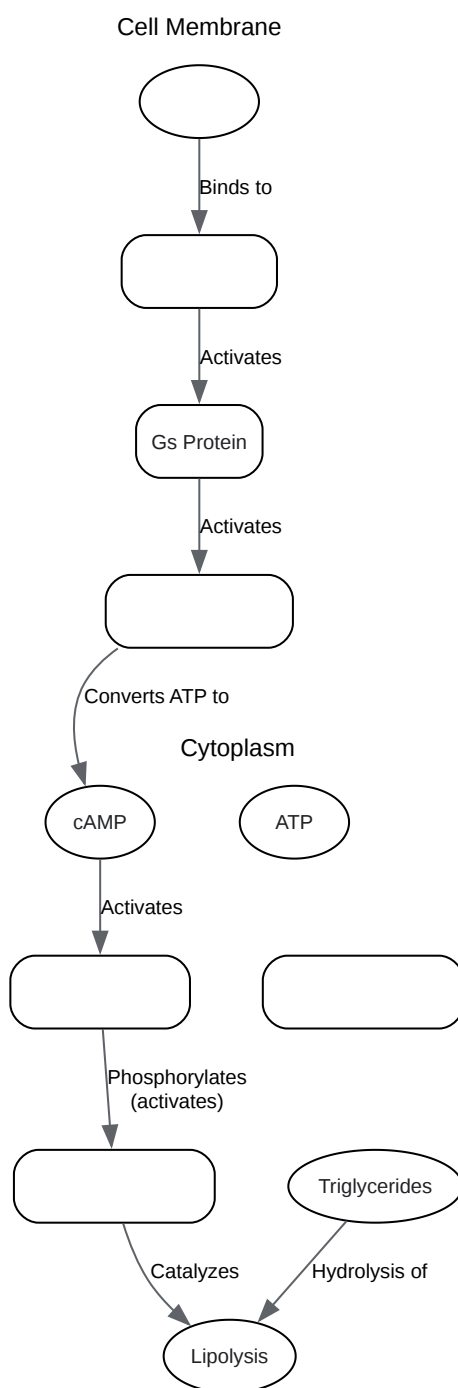 Cell Membrane
Binds to
Activates
Gs Protein
Activates
Converts ATP to
Cytoplasm
cAMP
ATP
Activates
Phosphorylates
(activates)
Triglycerides
Catalyzes
Hydrolysis of
Lipolysis